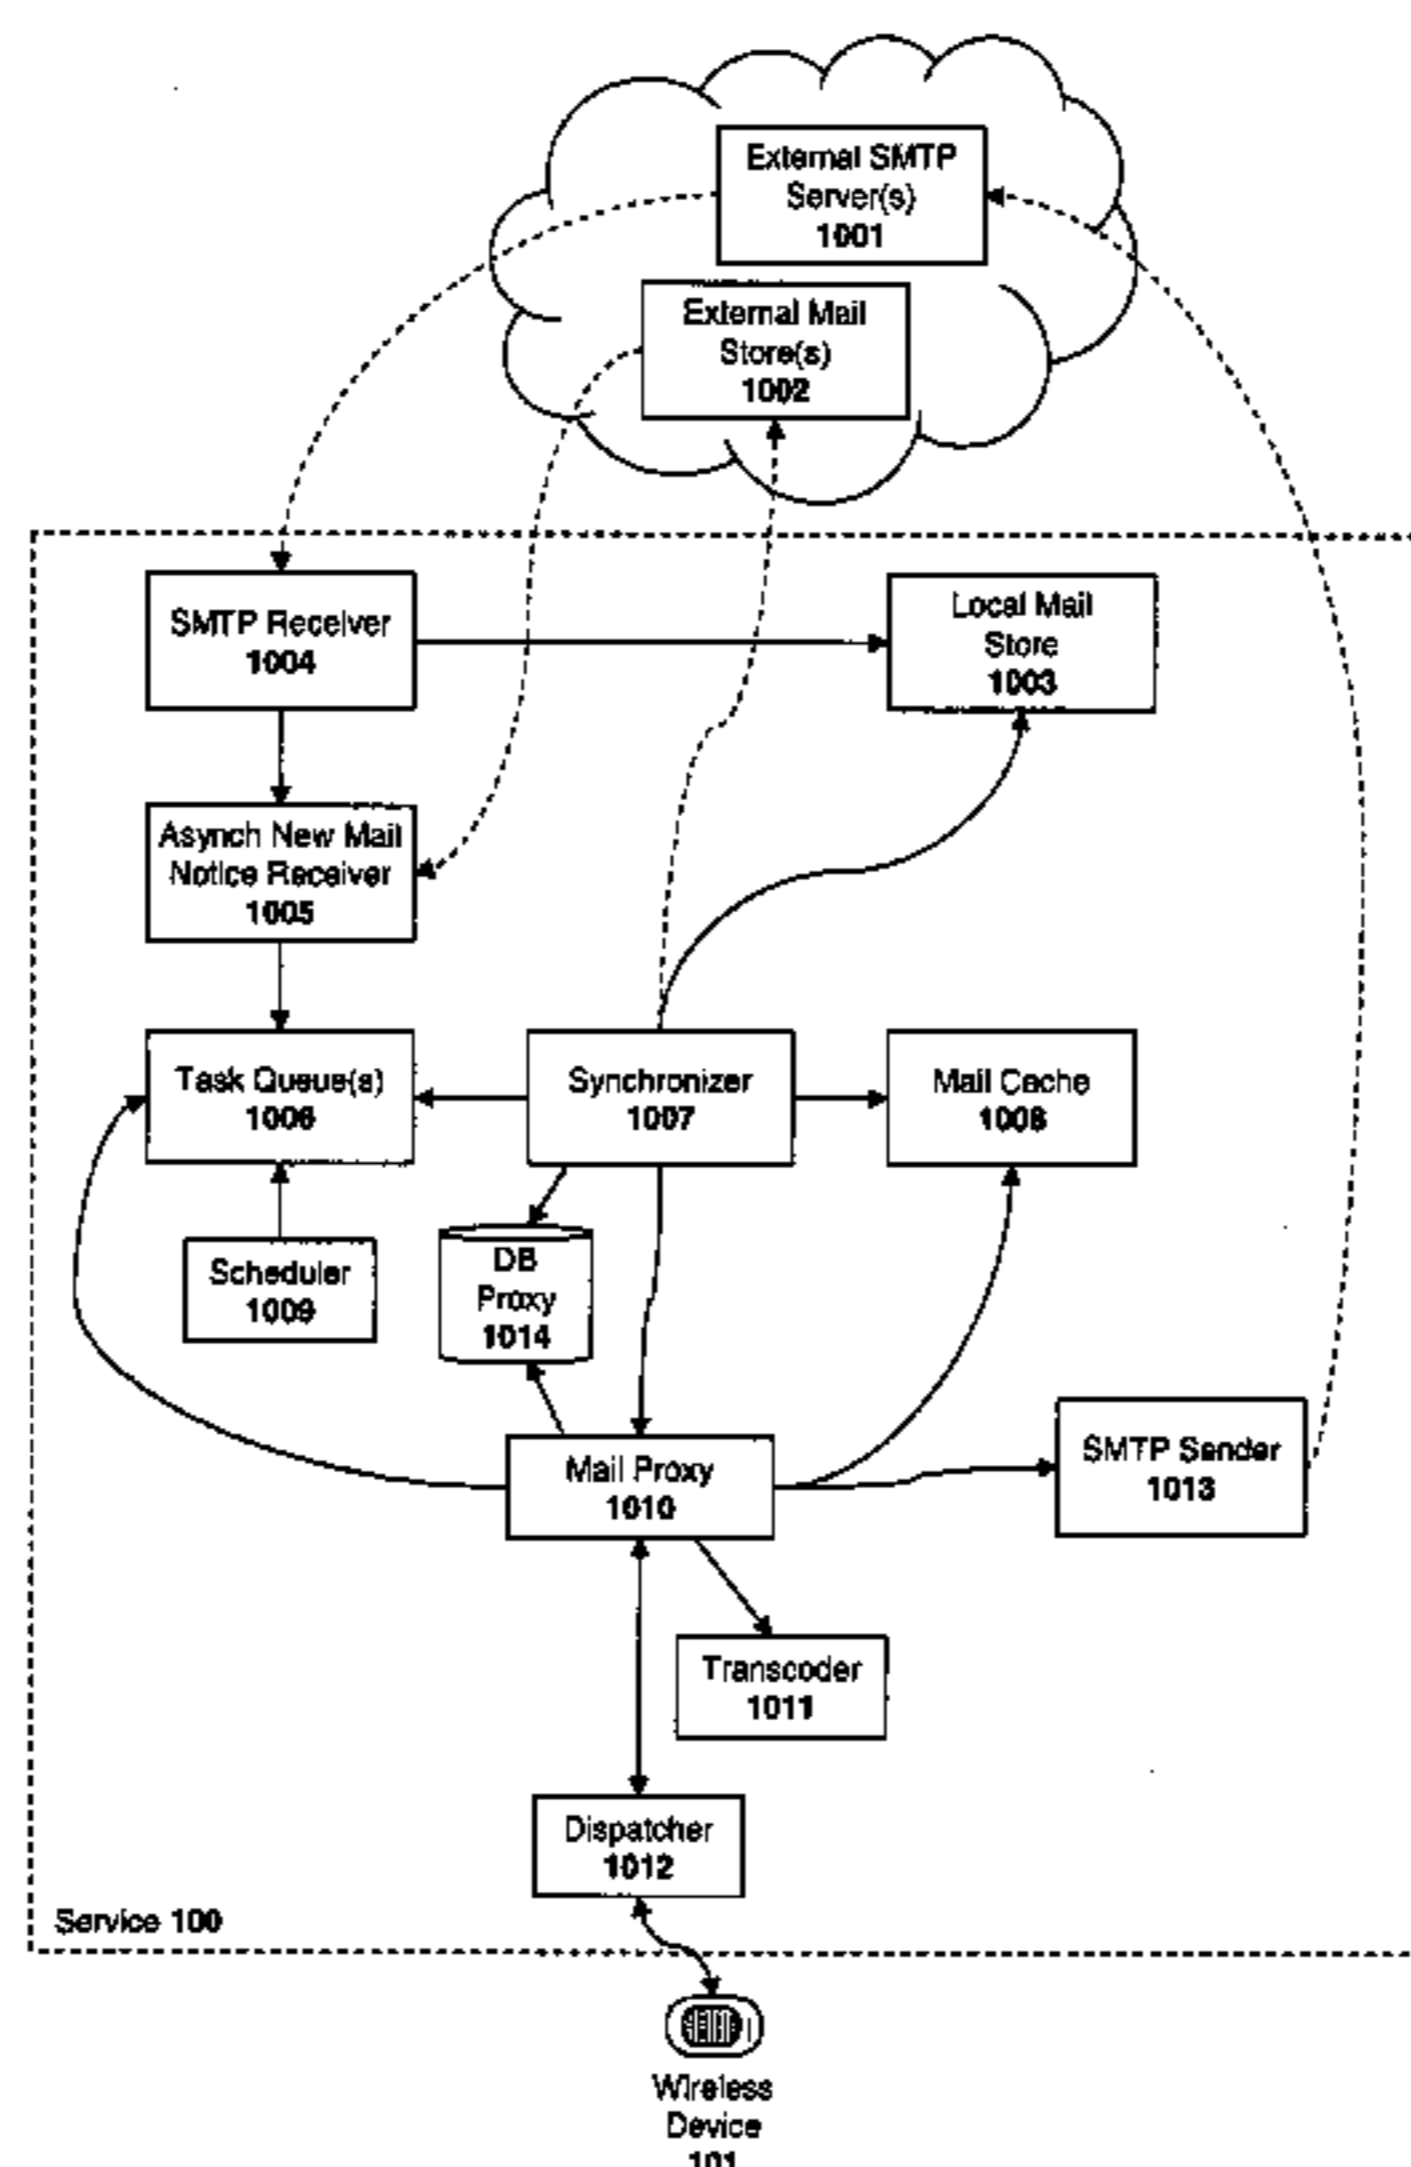 External SMTP
Server(s)
1001
External Mail
Store(s)
1002
SMTP Receiver
1004
Local Mail
Store
1003
Asynch New Mail
Notice Receiver
1005
Task Queue(s)
1006
Synchronizer
1007
Mail Cache
1008
Scheduler
1009
DB
Proxy
1014
Mail Proxy
1010
SMTP Sender
1013
Transcoder
1011
Dispatcher
1012
Service 100
Wireless
Device
101